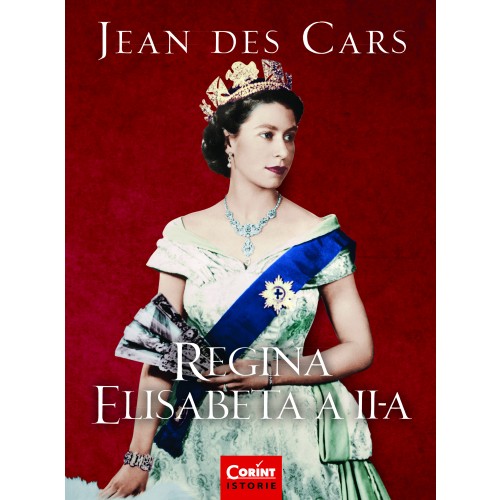 JEAN DES CARS
REGINA
ELISABETA A II-A
CORINT
ISTORIE